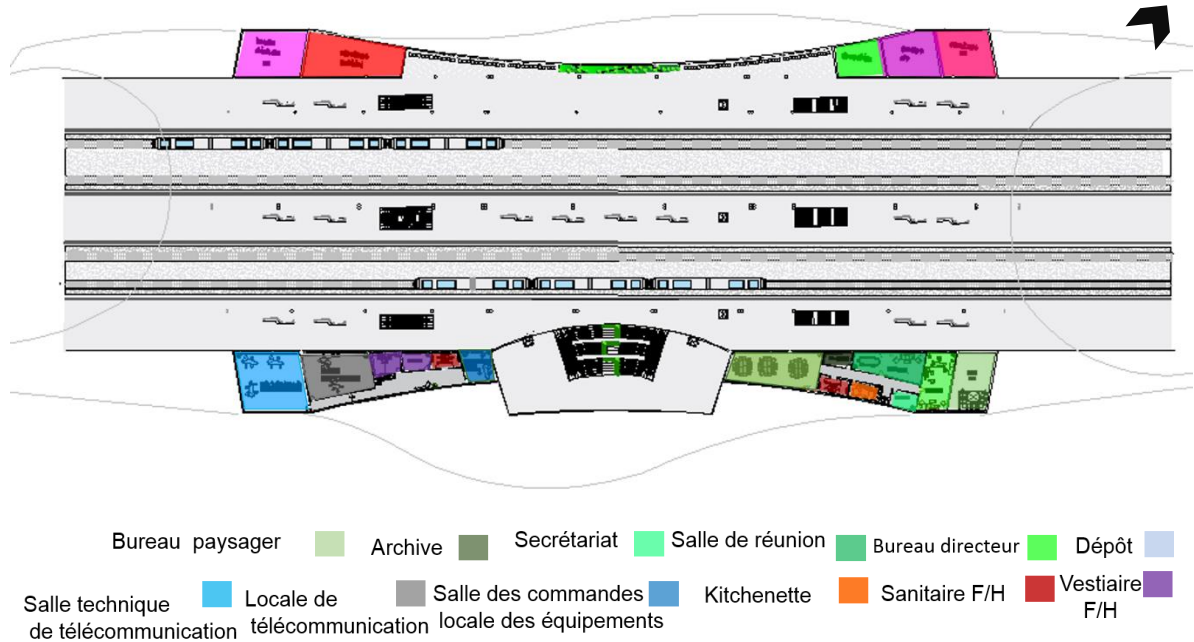 Bureau paysager
Archive
Secrétariat
Salle de réunion
Bureau directeur
Dépôt
Salle technique
de télécommunication
Locale de
télécommunication
Salle des commandes
locale des équipements
Kitchenette
Sanitaire F/H
Vestiaire
F/H